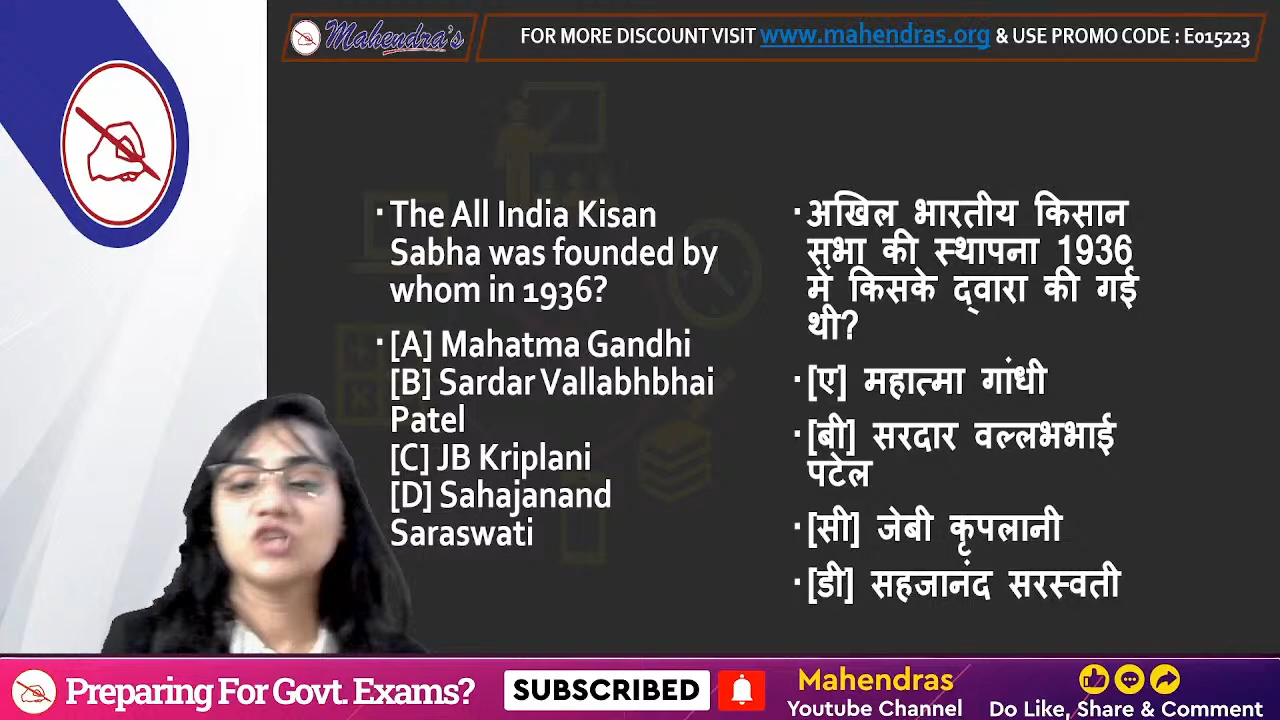 Mahendra's
FOR MORE DISCOUNT VISIT www.mahendras.org & USE PROMO CODE : E015223
· The All India Kisan
Sabha was founded by
whom in 1936?
· [A] Mahatma Gandhi
[B] Sardar Vallabhbhai
Patel
[C] JB Kriplani
[D] Sahajanand
Saraswati
· अखिल भारतीय किसान
सभा की स्थापना 1936
में किसके द्वारा की गई
थी?
· [ए] महात्मा गांधी
· [बी] सरदार वल्लभभाई
पटेल
· [सी] जेबी कृपलानी
· [डी] सहजानंद सरस्वती
Preparing For Govt. Exams?
SUBSCRIBED
Mahendras
Youtube Channel
Do Like, Share & Comment